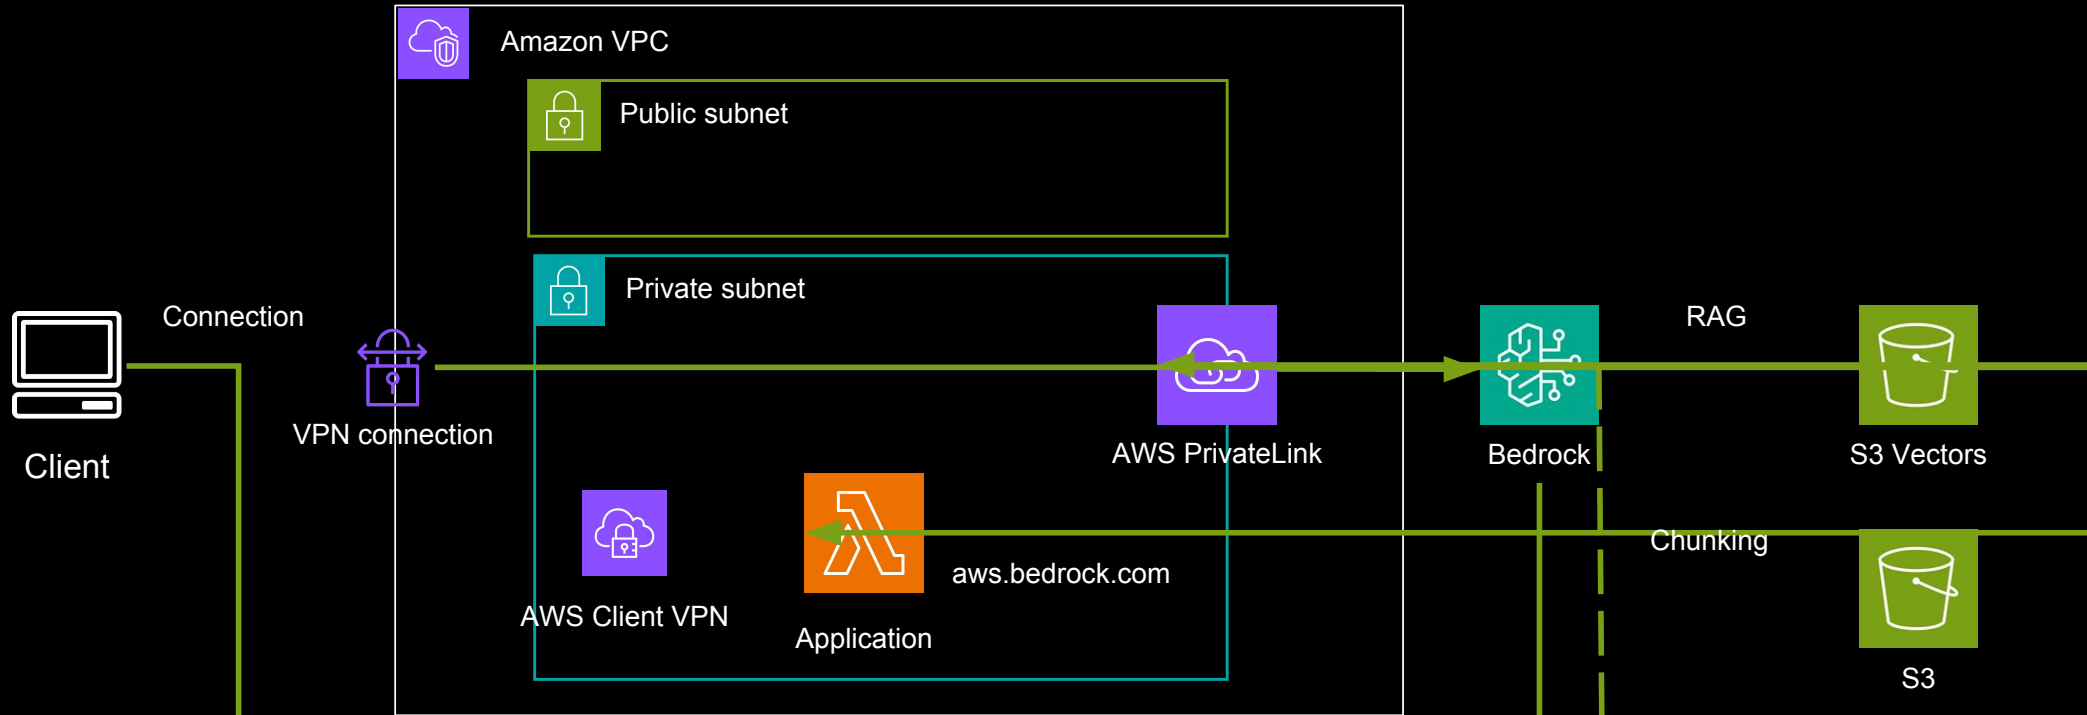 Amazon VPC
Public subnet
Private subnet
Connection
RAG
VPN connection
Client
AWS PrivateLink
Bedrock
S3 Vectors
Chunking
aws.bedrock.com
AWS Client VPN
Application
S3